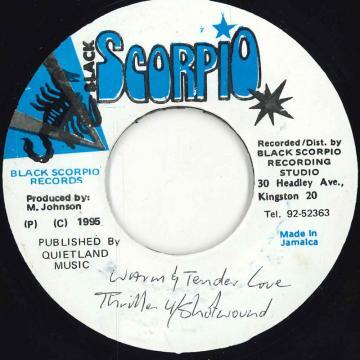 BLACK
SCORPIO
BLACK SCORPIO
RECORDS
Produced by:
M. Johnson
(P) (C) 1995
PUBLISHED By
QUIETLAND
MUSIC
Recorded/Dist. by
BLACK SCORPIO
RECORDING
STUDIO
30 Headley Ave.,
Kingston 20
Tel. 92-52363
Made In
Jamaica
Warm & Tender Love
Thriller